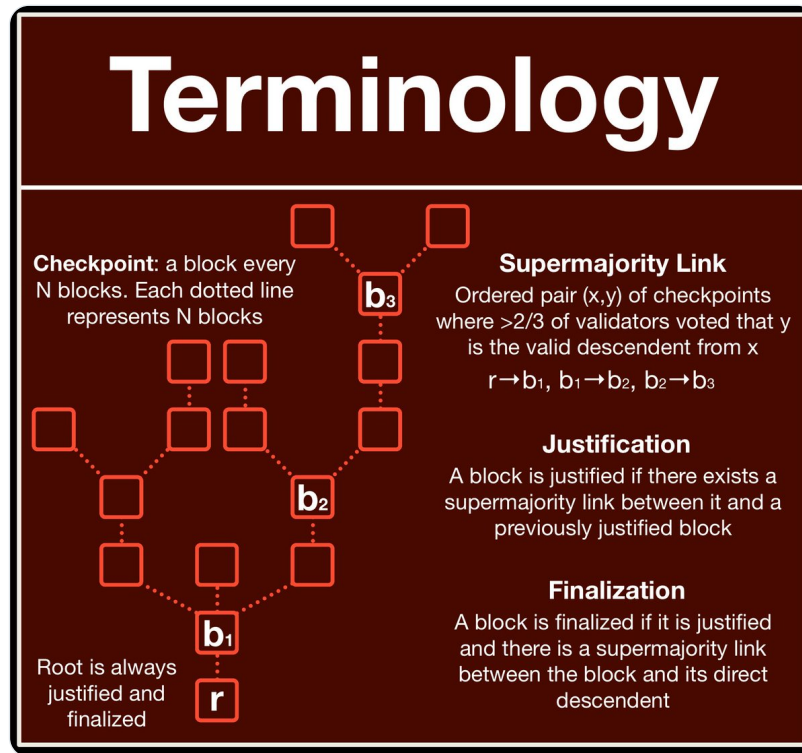 Terminology
Checkpoint: a block every
N blocks. Each dotted line
represents N blocks
b₃
b₂
b₁
r
Root is always
justified and
finalized
Supermajority Link
Ordered pair (x,y) of checkpoints
where >2/3 of validators voted that y
is the valid descendent from x
r→b₁, b₁→b₂, b₂→b₃
Justification
A block is justified if there exists a
supermajority link between it and a
previously justified block
Finalization
A block is finalized if it is justified
and there is a supermajority link
between the block and its direct
descendent